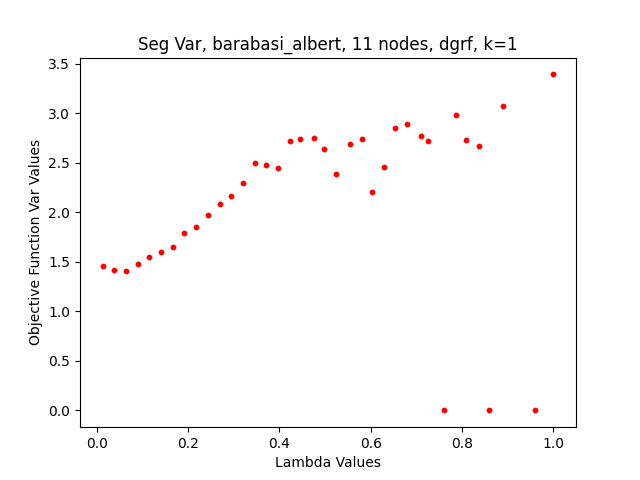 Seg Var, barabasi_albert, 11 nodes, dgrf, k=1
Objective Function Var Values
3.5
3.0
2.5
2.0
1.5
1.0
0.5
0.0
0.0 0.2 0.4 0.6 0.8 1.0
Lambda Values